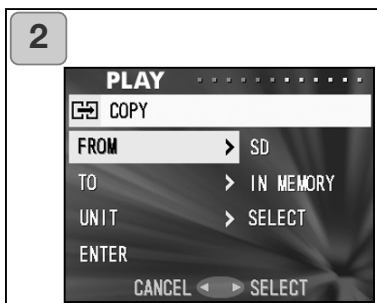 2
PLAY
COPY
FROM > SD
TO > IN MEMORY
UNIT > SELECT
ENTER
CANCEL ◄ ► SELECT